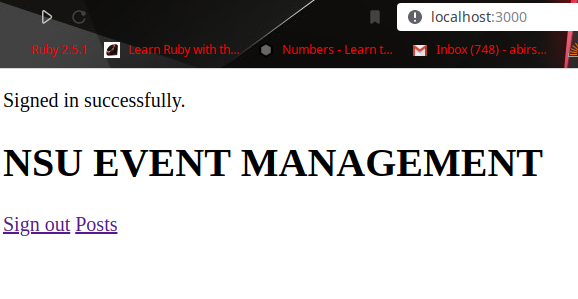 localhost:3000
Ruby 2.5.1 Learn Ruby with th... Numbers - Learn t... Inbox (748) - abirs...
Signed in successfully.
NSU EVENT MANAGEMENT
Sign out Posts